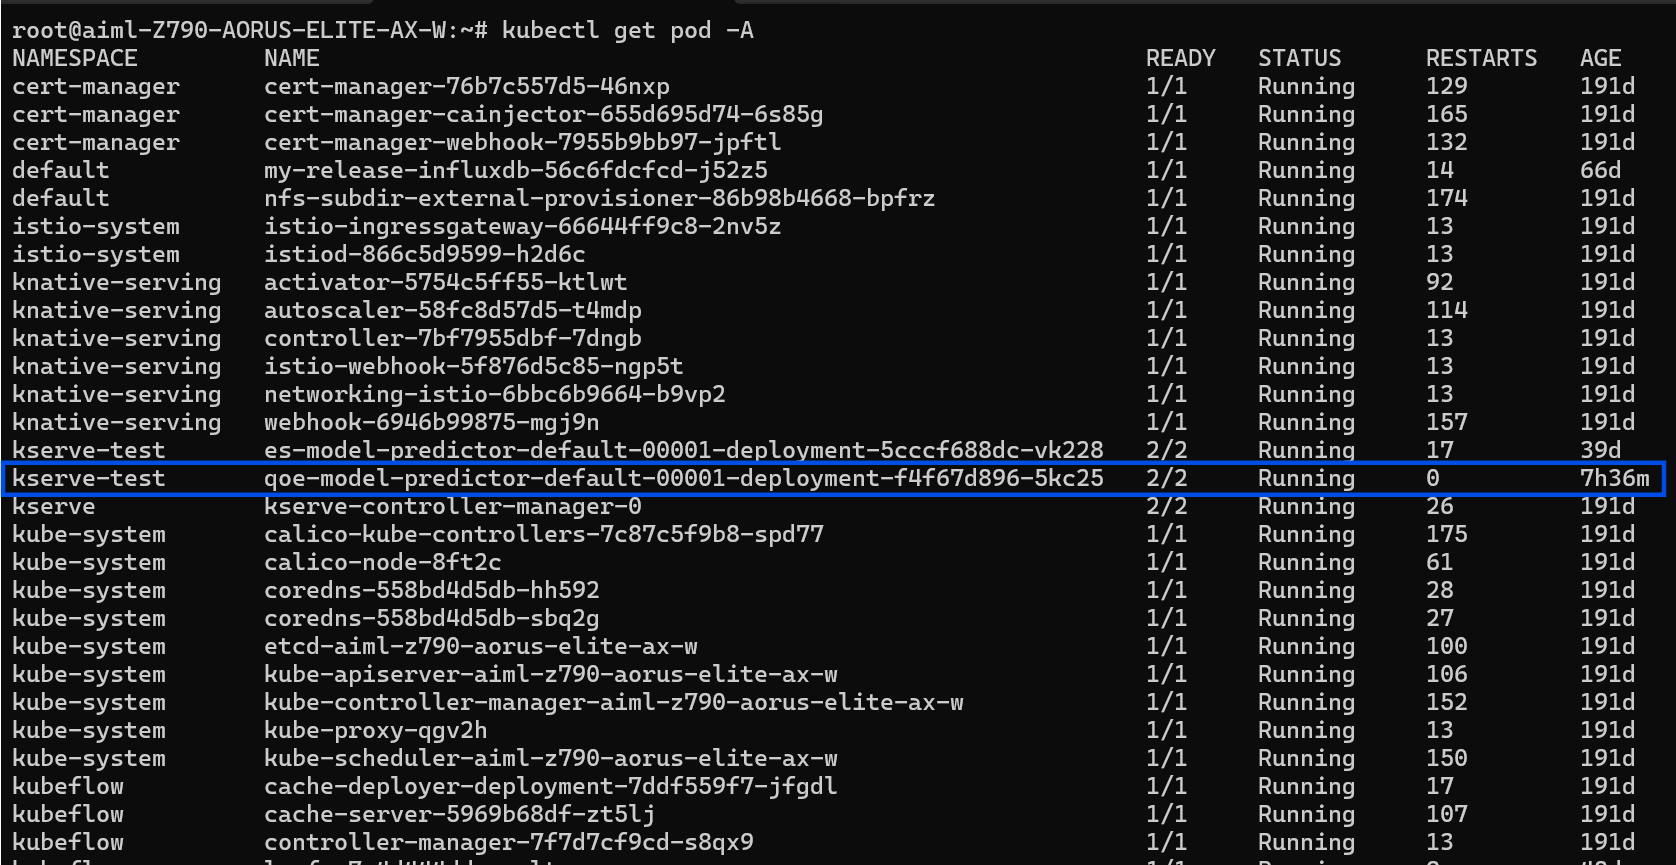 root@aiml-Z790-AORUS-ELITE-AX-W:~# kubectl get pod -A
NAMESPACE NAME READY STATUS RESTARTS AGE
cert-manager cert-manager-76b7c557d5-46nxp 1/1 Running 129 191d
cert-manager cert-manager-cainjector-655d695d74-6s85g 1/1 Running 165 191d
cert-manager cert-manager-webhook-7955b9bb97-jpftl 1/1 Running 132 191d
default my-release-influxdb-56c6fdcfcd-j52z5 1/1 Running 14 66d
default nfs-subdir-external-provisioner-86b98b4668-bpfrz 1/1 Running 174 191d
istio-system istio-ingressgateway-66644ff9c8-2nv5z 1/1 Running 13 191d
istio-system istiod-866c5d9599-h2d6c 1/1 Running 13 191d
knative-serving activator-5754c5ff55-ktlwt 1/1 Running 92 191d
knative-serving autoscaler-58fc8d57d5-t4mdp 1/1 Running 114 191d
knative-serving controller-7bf7955dbf-7dngb 1/1 Running 13 191d
knative-serving istio-webhook-5f876d5c85-ngp5t 1/1 Running 13 191d
knative-serving networking-istio-6bbc6b9664-b9vp2 1/1 Running 13 191d
knative-serving webhook-6946b99875-mgj9n 1/1 Running 157 191d
kserve-test es-model-predictor-default-00001-deployment-5cccf688dc-vk228 2/2 Running 17 39d
kserve-test qoe-model-predictor-default-00001-deployment-f4f67d896-5kc25 2/2 Running 0 7h36m
kserve kserve-controller-manager-0 2/2 Running 26 191d
kube-system calico-kube-controllers-7c87c5f9b8-spd77 1/1 Running 175 191d
kube-system calico-node-8ft2c 1/1 Running 61 191d
kube-system coredns-558bd4d5db-hh592 1/1 Running 28 191d
kube-system coredns-558bd4d5db-sbq2g 1/1 Running 27 191d
kube-system etcd-aiml-z790-aorus-elite-ax-w 1/1 Running 100 191d
kube-system kube-apiserver-aiml-z790-aorus-elite-ax-w 1/1 Running 106 191d
kube-system kube-controller-manager-aiml-z790-aorus-elite-ax-w 1/1 Running 152 191d
kube-system kube-proxy-qgv2h 1/1 Running 13 191d
kube-system kube-scheduler-aiml-z790-aorus-elite-ax-w 1/1 Running 150 191d
kubeflow cache-deployer-deployment-7ddf559f7-jfgdl 1/1 Running 17 191d
kubeflow cache-server-5969b68df-zt5lj 1/1 Running 107 191d
kubeflow controller-manager-7f7d7cf9cd-s8qx9 1/1 Running 13 191d